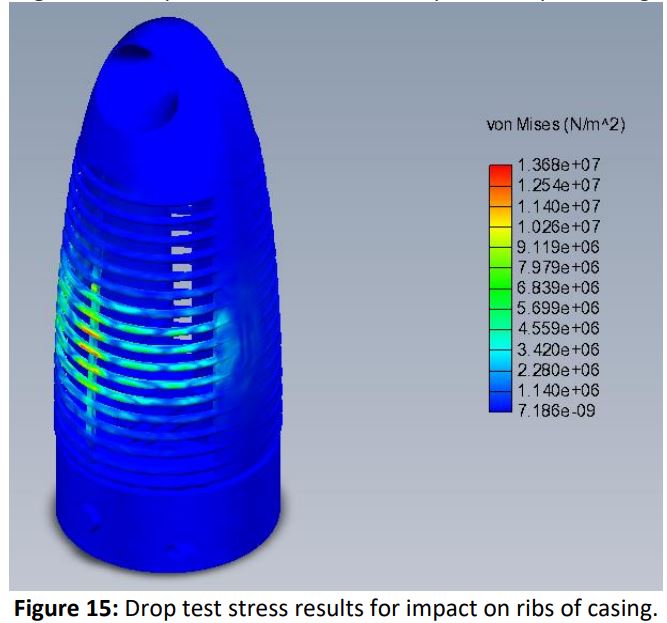 von Mises (N/m^2)
1.368e+07
1.254e+07
1.140e+07
1.026e+07
9.119e+06
7.979e+06
6.839e+06
5.699e+06
4.559e+06
3.420e+06
2.280e+06
1.140e+06
7.186e-09
Figure 15: Drop test stress results for impact on ribs of casing.